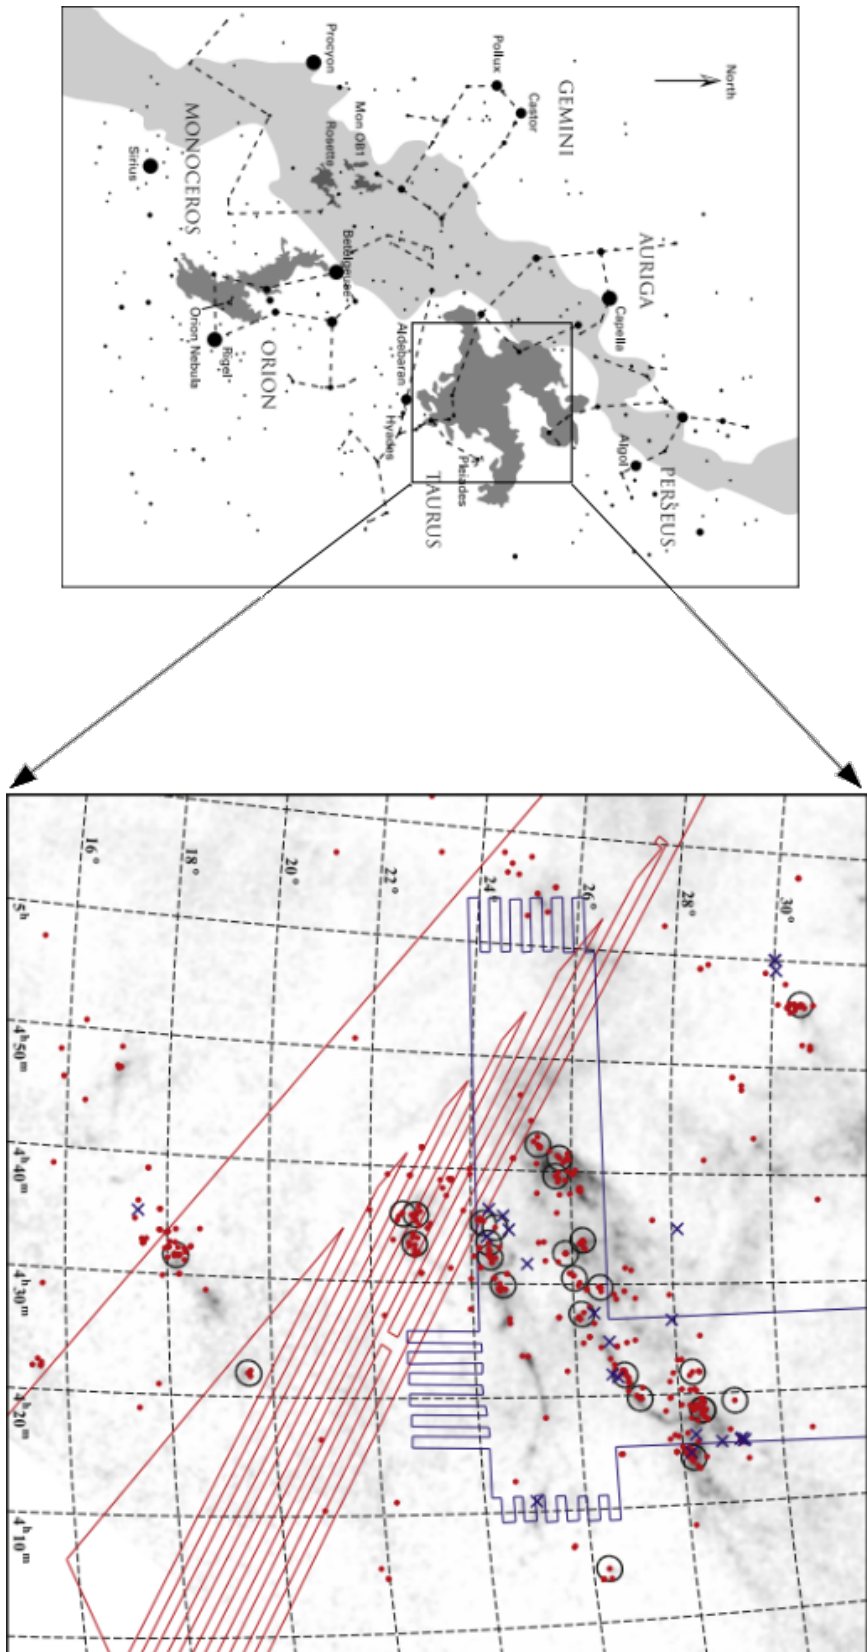 North
Procyon
Pollux
Castor
GEMINI
Mon OB1
Rosette
MONOCEROS
Sirius
AURIGA
Betelgeuse
Capella
Orion Nebula
Rigel
ORION
Aldebaran
Hyades
Pleiades
TAURUS
Algol
PERSEUS
16°
18°
20°
22°
24°
26°
28°
30°
5h
4h50m
4h40m
4h30m
4h20m
4h10m